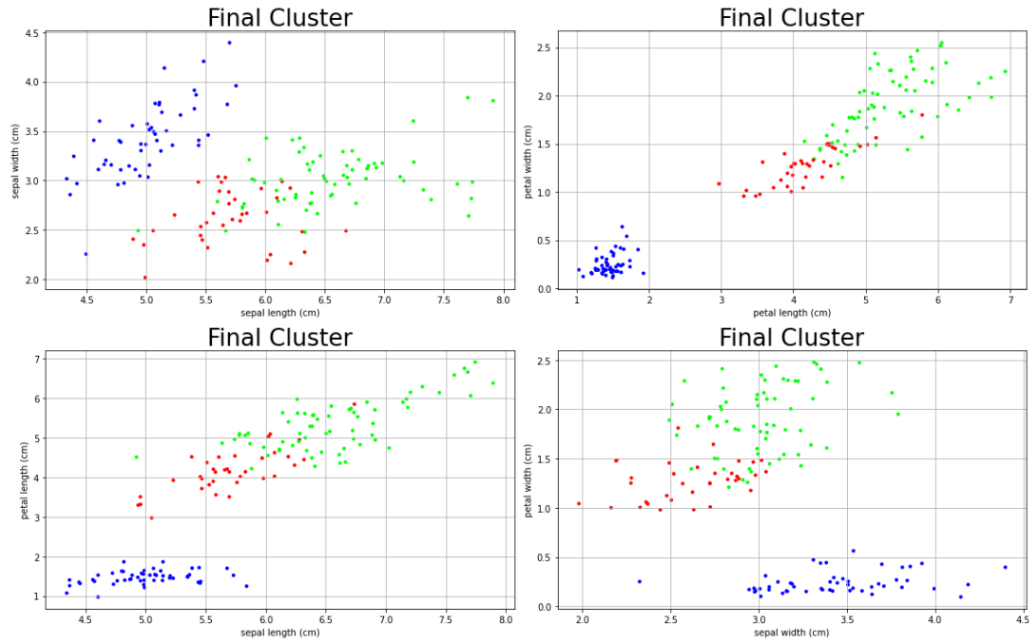 Final Cluster
4.5
4.0
3.5
3.0
2.5
2.0
sepal width (cm)
4.5 5.0 5.5 6.0 6.5 7.0 7.5 8.0
sepal length (cm)
Final Cluster
2.5
2.0
1.5
1.0
0.5
0.0
petal width (cm)
1 2 3 4 5 6 7
petal length (cm)
Final Cluster
7
6
5
4
3
2
1
petal length (cm)
4.5 5.0 5.5 6.0 6.5 7.0 7.5 8.0
sepal length (cm)
Final Cluster
2.5
2.0
1.5
1.0
0.5
0.0
petal width (cm)
2.0 2.5 3.0 3.5 4.0 4.5
sepal width (cm)